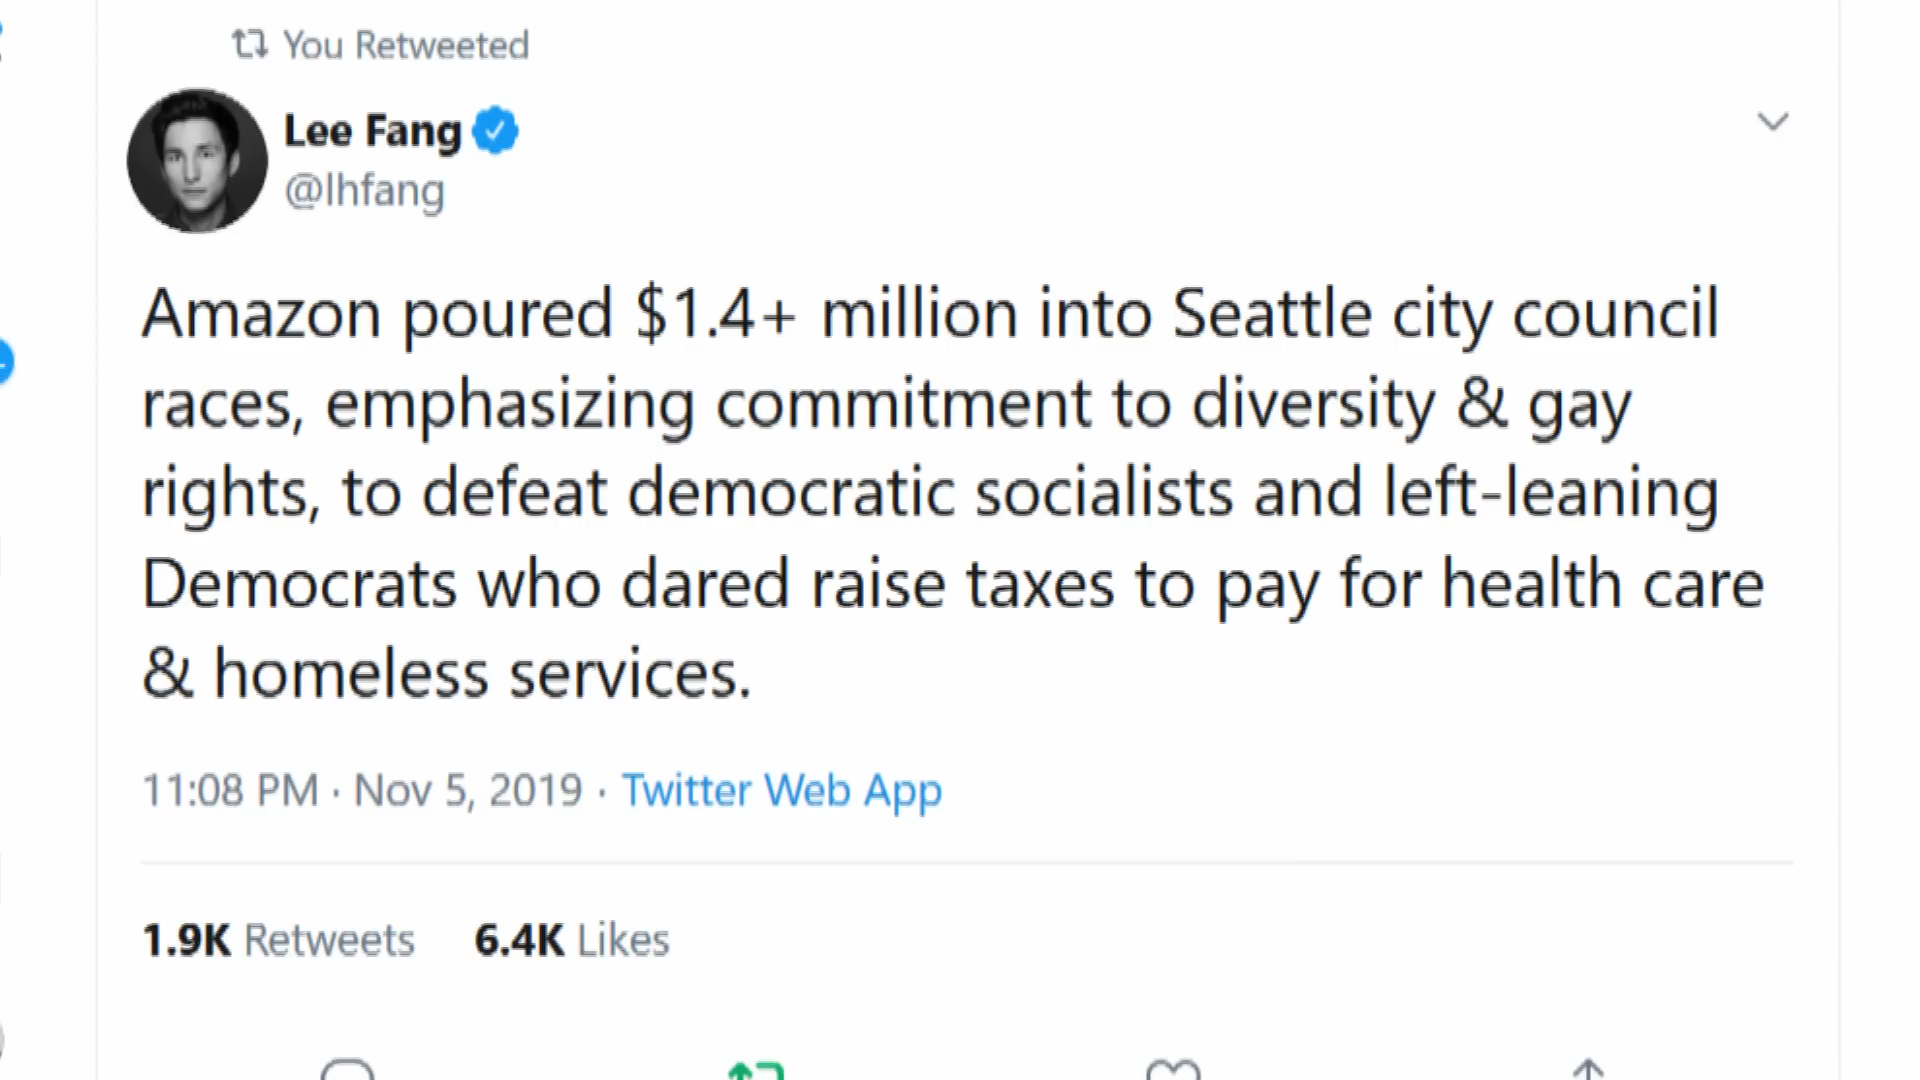 You Retweeted
Lee Fang
@lhfang
Amazon poured $1.4+ million into Seattle city council
races, emphasizing commitment to diversity & gay
rights, to defeat democratic socialists and left-leaning
Democrats who dared raise taxes to pay for health care
& homeless services.
11:08 PM · Nov 5, 2019 · Twitter Web App
1.9K Retweets 6.4K Likes